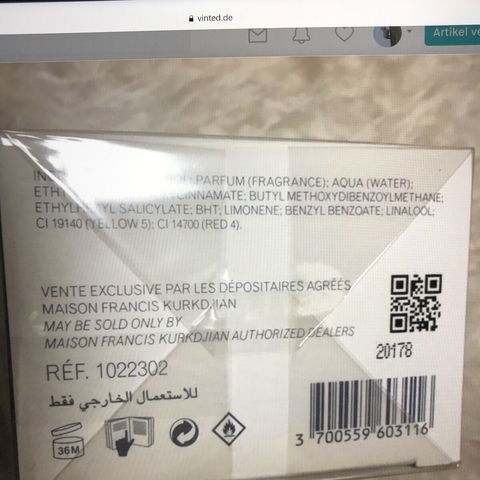 vinted.de
Artikel ve
PARFUM (FRAGRANCE); AQUA (WATER);
CINNAMATE; BUTYL METHOXYDIBENZOYLMETHANE;
SALICYLATE; BHT; LIMONENE; BENZYL BENZOATE; LINALOOL;
CI 19140 (YELLOW 5); CI 14700 (RED 4).
VENTE EXCLUSIVE PAR LES DÉPOSITAIRES AGRÉÉS
MAISON FRANCIS KURKDJIAN
MAY BE SOLD ONLY BY
MAISON FRANCIS KURKDJIAN AUTHORIZED DEALERS
20178
RÉF. 1022302
للاستعمال الخارجي فقط
36M
3 700559 603116